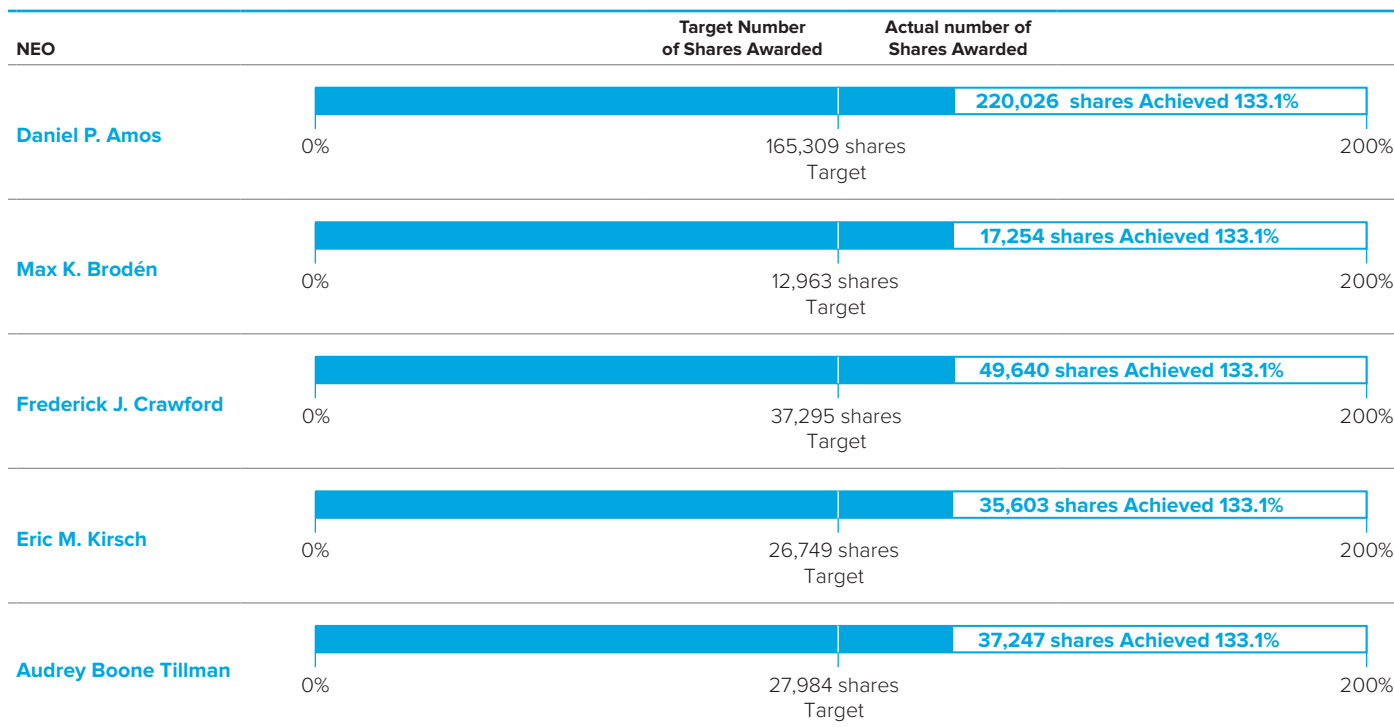 NEO
Target Number
of Shares Awarded
Actual number of
Shares Awarded
Daniel P. Amos
220,026 shares Achieved 133.1%
0%
165,309 shares
Target
200%
Max K. Brodén
17,254 shares Achieved 133.1%
0%
12,963 shares
Target
200%
Frederick J. Crawford
49,640 shares Achieved 133.1%
0%
37,295 shares
Target
200%
Eric M. Kirsch
35,603 shares Achieved 133.1%
0%
26,749 shares
Target
200%
Audrey Boone Tillman
37,247 shares Achieved 133.1%
0%
27,984 shares
Target
200%